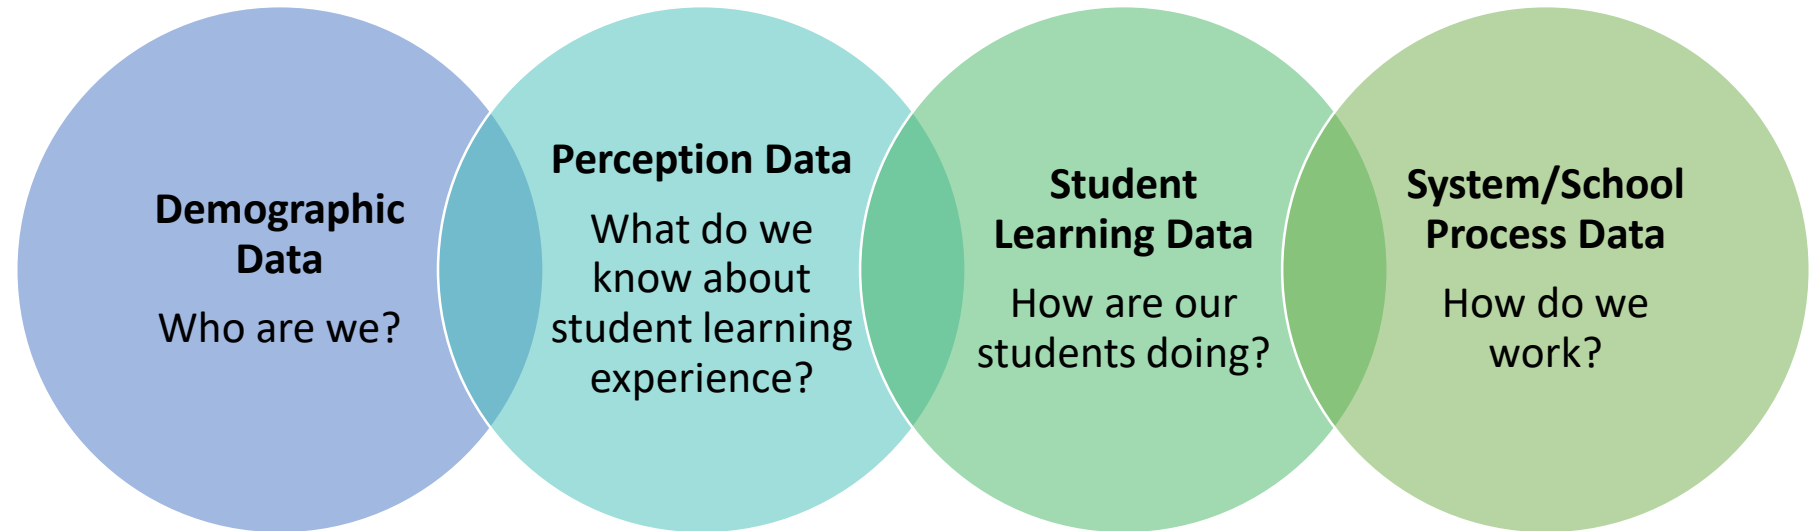 Demographic
Data
Who are we?
Perception Data
What do we
know about
student learning
experience?
Student
Learning Data
How are our
students doing?
System/School
Process Data
How do we
work?